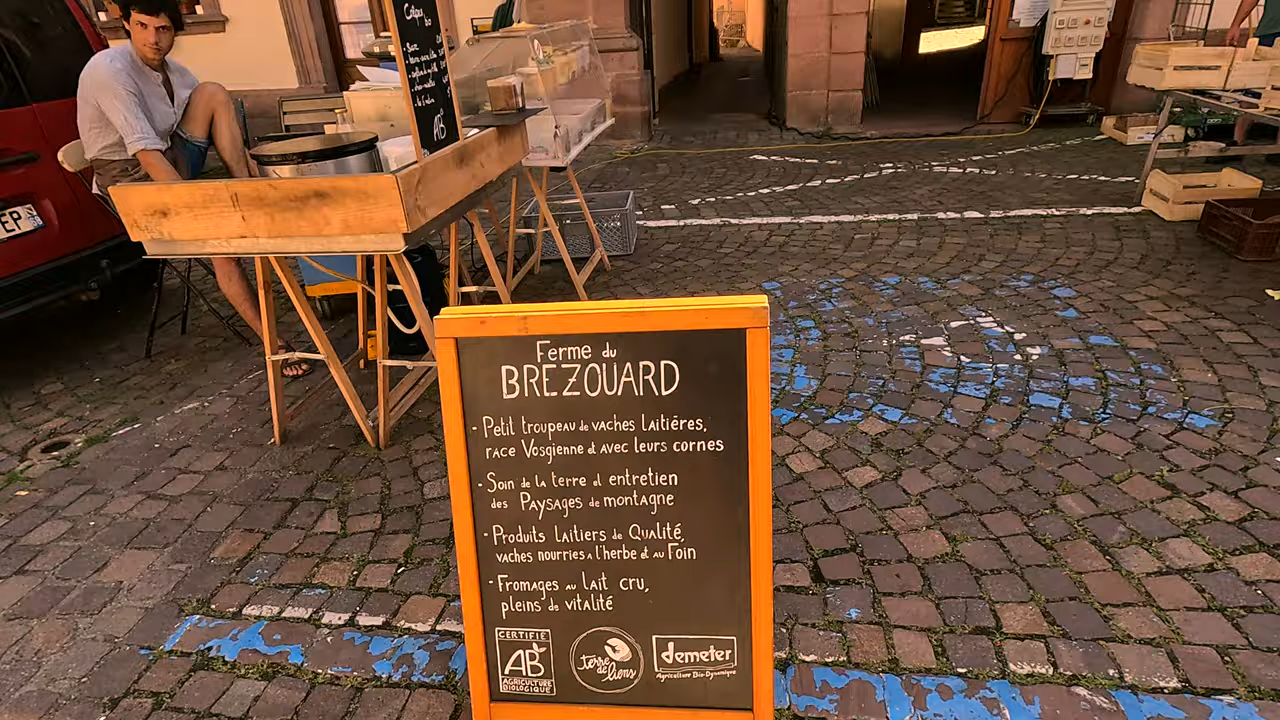 Ferme du
BREZOUARD
- Petit troupeau de vaches laitières,
race Vosgienne et avec leurs cornes
- Soin de la terre et entretien
des Paysages de montagne
- Produits laitiers de Qualité,
vaches nourries à l'herbe et au Foin
- Fromages au lait cru,
pleins de vitalité
CERTIFIÉ
AB
AGRICULTURE
BIOLOGIQUE
terre
de liens
demeter
Agriculture Bio-Dynamique
AB
EP